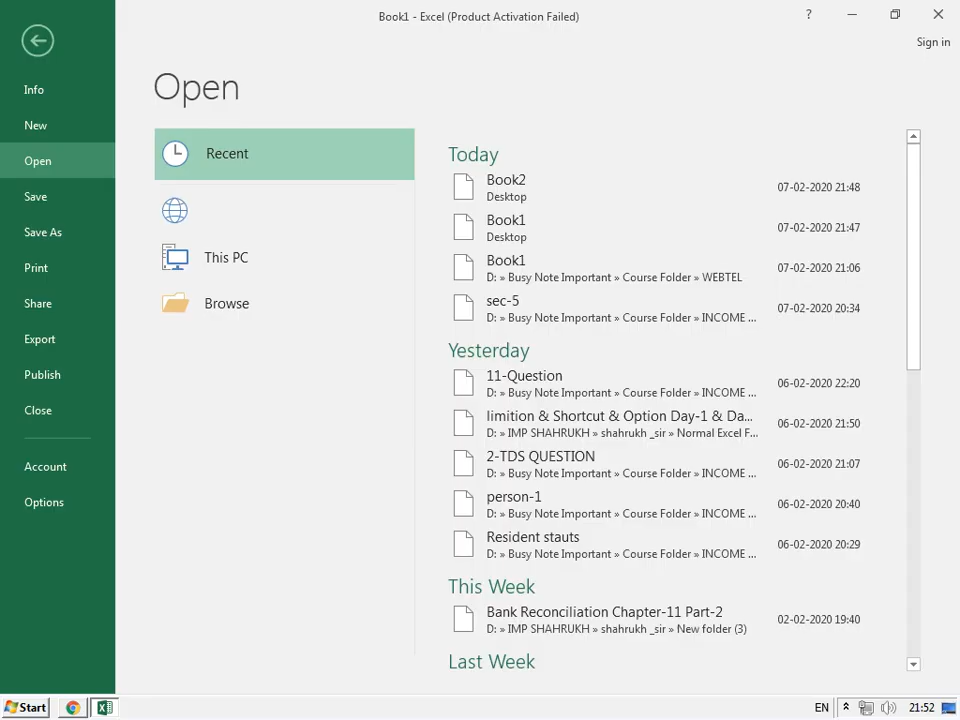 Book1 - Excel (Product Activation Failed)
?
Sign in
Info
New
Open
Save
Save As
Print
Share
Export
Publish
Close
Account
Options
Open
Recent
This PC
Browse
Today
Book2
Desktop
07-02-2020 21:48
Book1
Desktop
07-02-2020 21:47
Book1
D: » Busy Note Important » Course Folder » WEBTEL
07-02-2020 21:06
sec-5
D: » Busy Note Important » Course Folder » INCOME ...
07-02-2020 20:34
Yesterday
11-Question
D: » Busy Note Important » Course Folder » INCOME ...
06-02-2020 22:20
limition & Shortcut & Option Day-1 & Da...
D: » IMP SHAHRUKH » shahrukh _sir » Normal Excel F...
06-02-2020 21:50
2-TDS QUESTION
D: » Busy Note Important » Course Folder » INCOME ...
06-02-2020 21:07
person-1
D: » Busy Note Important » Course Folder » INCOME ...
06-02-2020 20:40
Resident stauts
D: » Busy Note Important » Course Folder » INCOME ...
06-02-2020 20:29
This Week
Bank Reconciliation Chapter-11 Part-2
D: » IMP SHAHRUKH » shahrukh _sir » New folder (3)
02-02-2020 19:40
Last Week
Start
EN
21:52